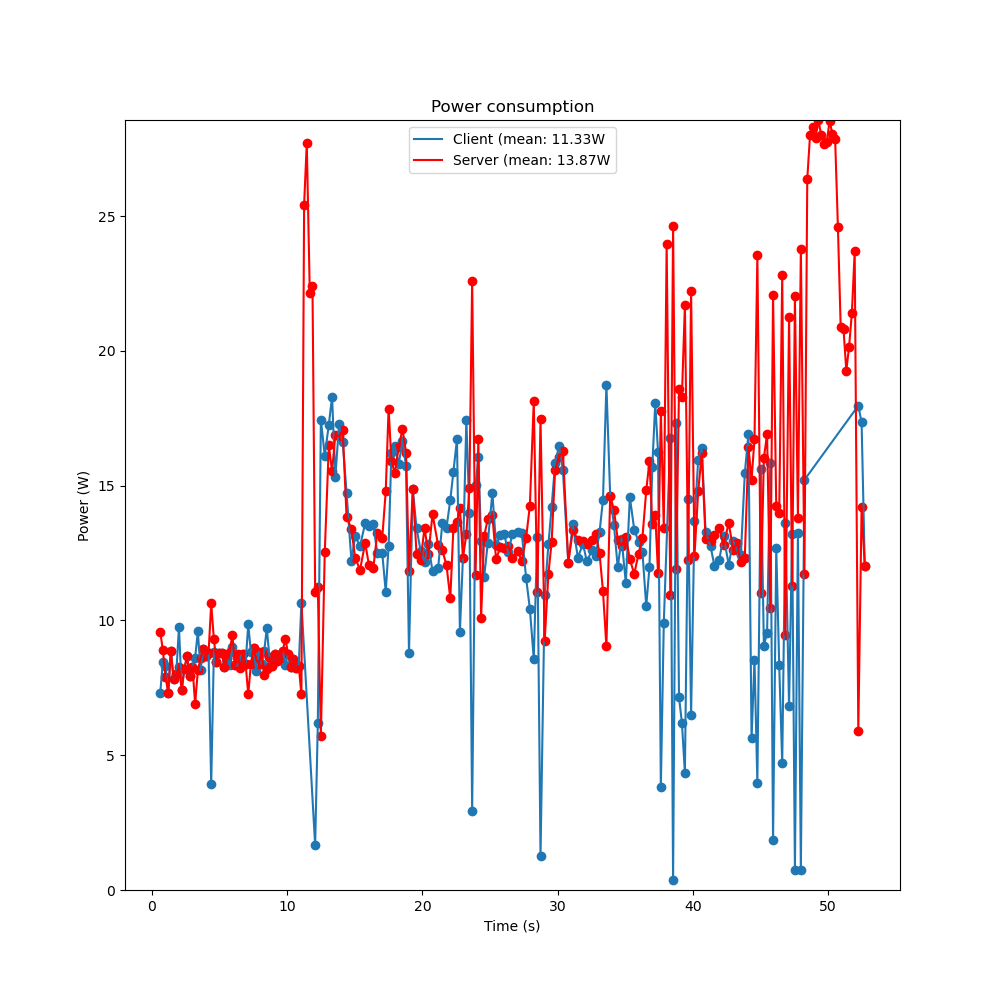 Power consumption
Client (mean: 11.33W
Server (mean: 13.87W
Power (W)
25
20
15
10
5
0
0 10 20 30 40 50
Time (s)